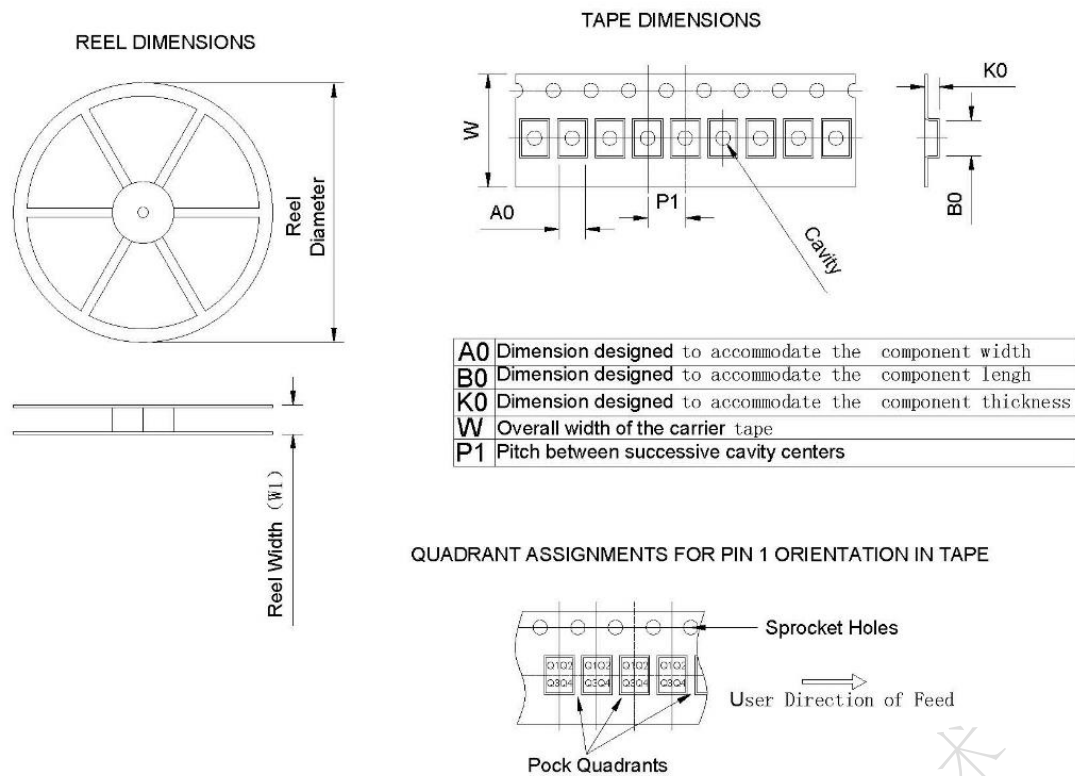 REEL DIMENSIONS
Reel
Diameter
Reel Width (W1)
TAPE DIMENSIONS
W
A0
P1
Cavity
K0
B0
A0 Dimension designed to accommodate the component width
B0 Dimension designed to accommodate the component lengh
K0 Dimension designed to accommodate the component thickness
W Overall width of the carrier tape
P1 Pitch between successive cavity centers
QUADRANT ASSIGNMENTS FOR PIN 1 ORIENTATION IN TAPE
Sprocket Holes
Q1Q2 Q1Q2 Q1Q2 Q1Q2
Q3Q4 Q3Q4 Q3Q4 Q3Q4
User Direction of Feed
Pock Quadrants